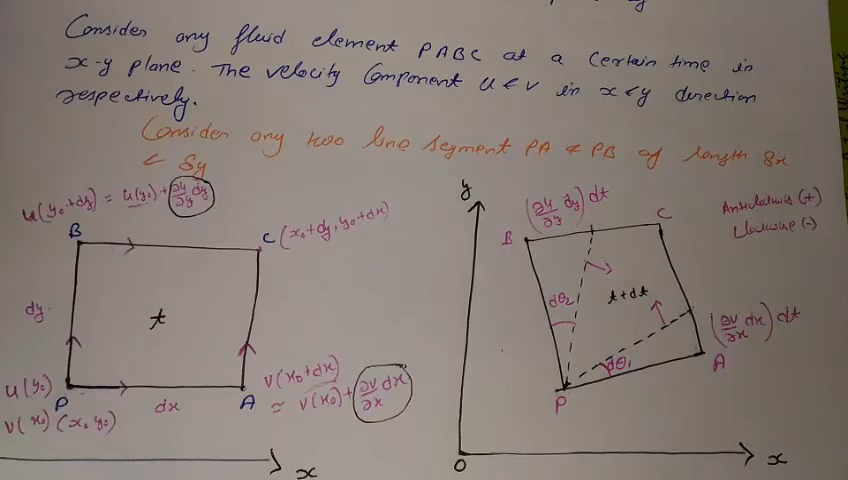 Consider any fluid element PABC at a certain time in
x-y plane. The velocity Component u & v in x & y direction
respectively.
Consider any two line segment PA & PB of length δx
& δy
u(y₀+dy) = u(y₀) + ∂u/∂y dy
B
C (x₀+dy, y₀+dx)
dy
t
u(y₀)
P
dx
A
v(x₀+dx)
≃ v(x₀) + ∂v/∂x dx
v(x₀) (x₀ y₀)
x
y
(∂u/∂y dy) dt
C
Anticlockwis (+)
Clockwise (-)
B
dθ₂
t+dt
(∂v/∂x dx) dt
dθ₁
A
P
O
x